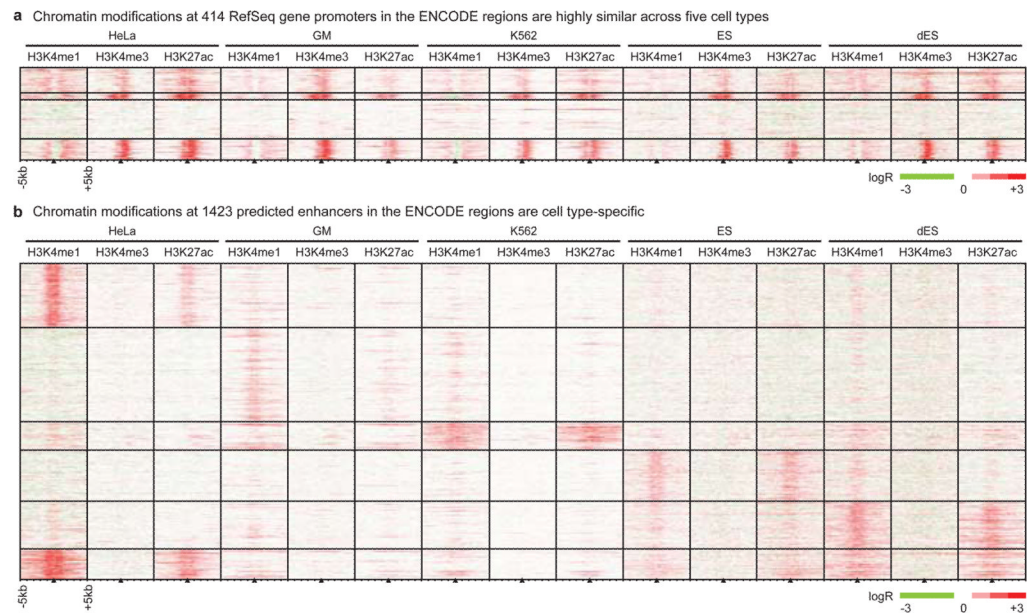 a Chromatin modifications at 414 RefSeq gene promoters in the ENCODE regions are highly similar across five cell types
HeLa GM K562 ES dES
H3K4me1 H3K4me3 H3K27ac H3K4me1 H3K4me3 H3K27ac H3K4me1 H3K4me3 H3K27ac H3K4me1 H3K4me3 H3K27ac H3K4me1 H3K4me3 H3K27ac
-5kb +5kb
logR
-3 0 +3
b Chromatin modifications at 1423 predicted enhancers in the ENCODE regions are cell type-specific
HeLa GM K562 ES dES
H3K4me1 H3K4me3 H3K27ac H3K4me1 H3K4me3 H3K27ac H3K4me1 H3K4me3 H3K27ac H3K4me1 H3K4me3 H3K27ac H3K4me1 H3K4me3 H3K27ac
-5kb +5kb
logR
-3 0 +3